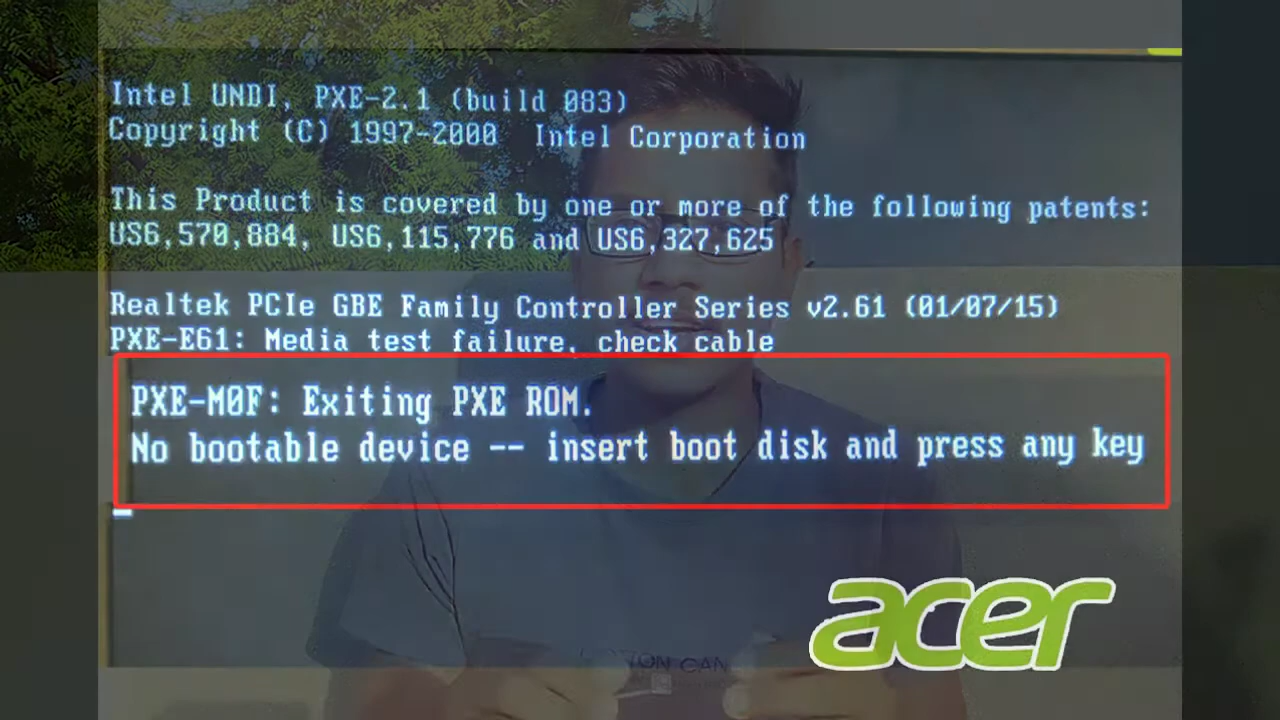 Intel UNDI, PXE-2.1 (build 083)
Copyright (C) 1997-2000  Intel Corporation
This Product is covered by one or more of the following patents:
US6,570,884, US6,115,776 and US6,327,625
Realtek PCIe GBE Family Controller Series v2.61 (01/07/15)
PXE-E61: Media test failure, check cable
PXE-M0F: Exiting PXE ROM.
No bootable device -- insert boot disk and press any key
acer